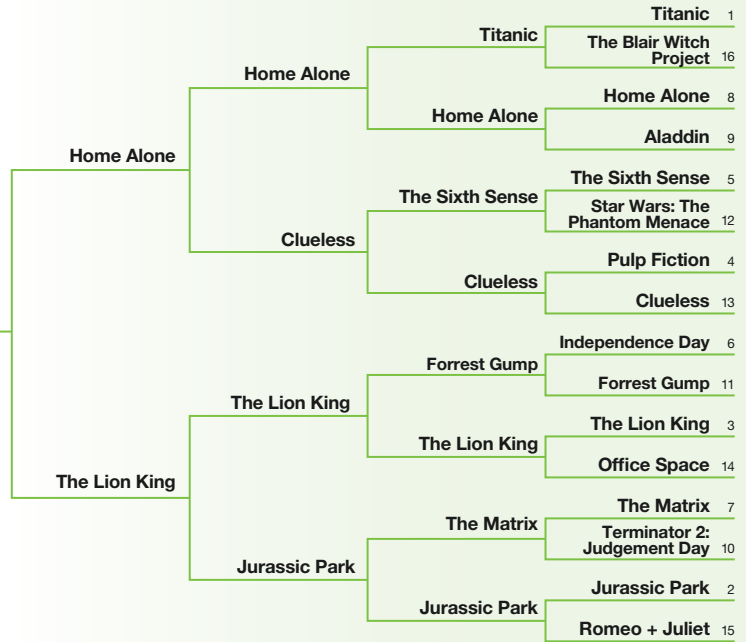 Titanic 1
The Blair Witch
Project 16
Titanic
Home Alone
Home Alone 8
Home Alone
Aladdin 9
Home Alone
The Sixth Sense 5
The Sixth Sense
Star Wars: The
Phantom Menace 12
Clueless
Pulp Fiction 4
Clueless
Clueless 13
Independence Day 6
Forrest Gump
Forrest Gump 11
The Lion King
The Lion King 3
The Lion King
Office Space 14
The Lion King
The Matrix 7
The Matrix
Terminator 2:
Judgement Day 10
Jurassic Park
Jurassic Park 2
Jurassic Park
Romeo + Juliet 15